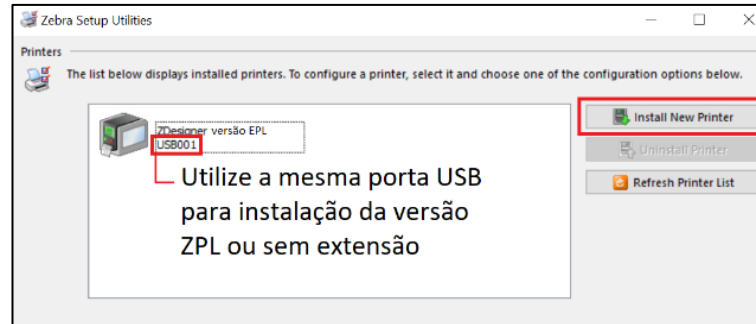 Zebra Setup Utilities
Printers
The list below displays installed printers. To configure a printer, select it and choose one of the configuration options below.
ZDesigner versão EPL
USB001
Utilize a mesma porta USB
para instalação da versão
ZPL ou sem extensão
Install New Printer
Uninstall Printer
Refresh Printer List